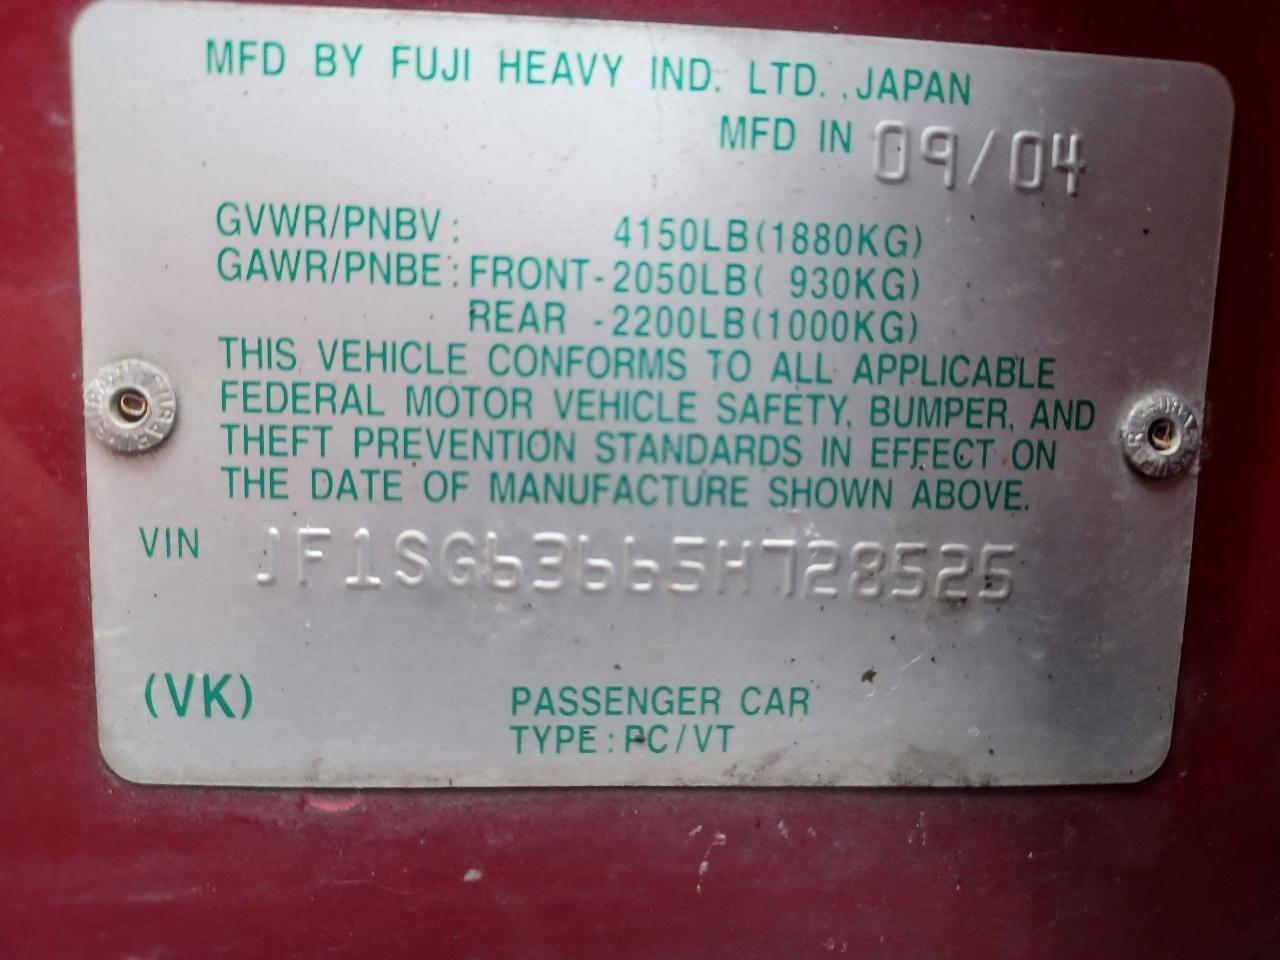 MFD BY FUJI HEAVY IND. LTD. , JAPAN
MFD IN 09/04
GVWR/PNBV: 4150LB(1880KG)
GAWR/PNBE: FRONT-2050LB( 930KG)
REAR -2200LB(1000KG)
THIS VEHICLE CONFORMS TO ALL APPLICABLE
FEDERAL MOTOR VEHICLE SAFETY, BUMPER, AND
THEFT PREVENTION STANDARDS IN EFFECT ON
THE DATE OF MANUFACTURE SHOWN ABOVE.
VIN JF1SG63665H728525
(VK)
PASSENGER CAR
TYPE: PC/VT